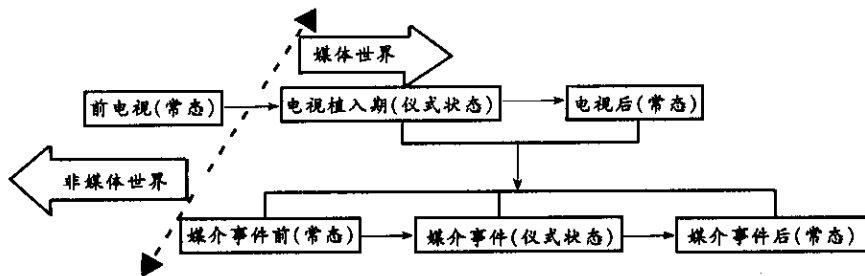 媒体世界
前电视(常态)
电视植入期(仪式状态)
电视后(常态)
非媒体世界
媒介事件前(常态)
媒介事件(仪式状态)
媒介事件后(常态)